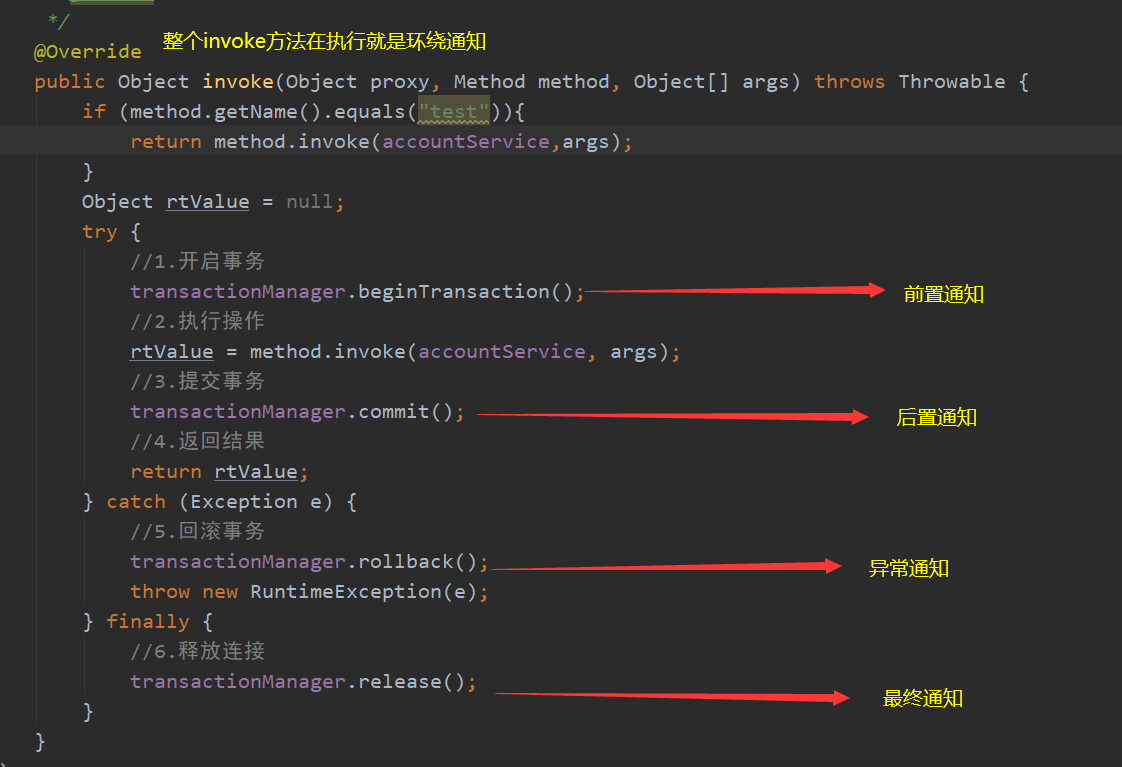 */
整个invoke方法在执行就是环绕通知
@Override
public Object invoke(Object proxy, Method method, Object[] args) throws Throwable {
if (method.getName().equals("test")){
return method.invoke(accountService,args);
}
Object rtValue = null;
try {
//1.开启事务
transactionManager.beginTransaction(); 前置通知
//2.执行操作
rtValue = method.invoke(accountService, args);
//3.提交事务
transactionManager.commit(); 后置通知
//4.返回结果
return rtValue;
} catch (Exception e) {
//5.回滚事务
transactionManager.rollback(); 异常通知
throw new RuntimeException(e);
} finally {
//6.释放连接
transactionManager.release(); 最终通知
}
}